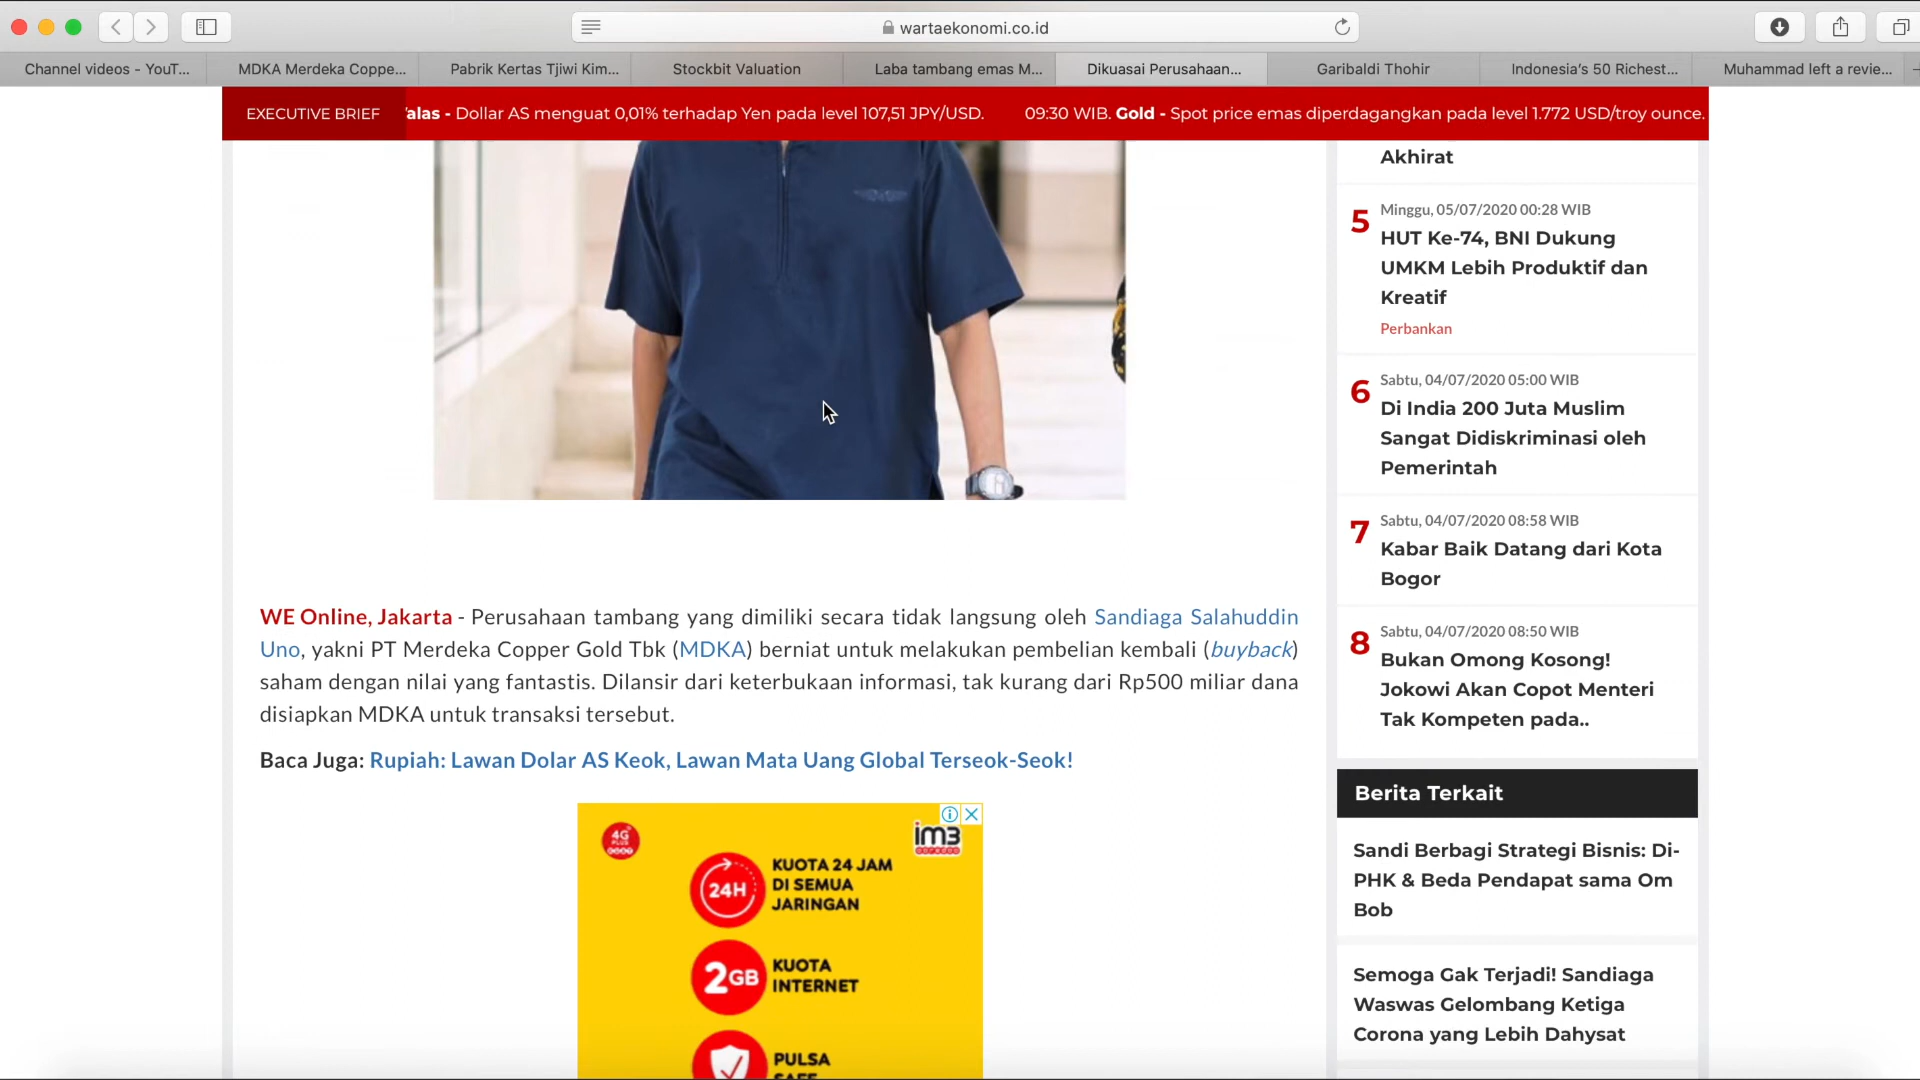 wartaekonomi.co.id
Channel videos - YouT...
MDKA Merdeka Coppe...
Pabrik Kertas Tjiwi Kim...
Stockbit Valuation
Laba tambang emas M...
Dikuasai Perusahaan...
Garibaldi Thohir
Indonesia's 50 Richest...
Muhammad left a revie...
EXECUTIVE BRIEF
alas - Dollar AS menguat 0,01% terhadap Yen pada level 107,51 JPY/USD.
09:30 WIB. Gold - Spot price emas diperdagangkan pada level 1.772 USD/troy ounce.
WE Online, Jakarta - Perusahaan tambang yang dimiliki secara tidak langsung oleh Sandiaga Salahuddin
Uno, yakni PT Merdeka Copper Gold Tbk (MDKA) berniat untuk melakukan pembelian kembali (buyback)
saham dengan nilai yang fantastis. Dilansir dari keterbukaan informasi, tak kurang dari Rp500 miliar dana
disiapkan MDKA untuk transaksi tersebut.
Baca Juga: Rupiah: Lawan Dolar AS Keok, Lawan Mata Uang Global Terseok-Seok!
4G
PLUS
im3
ooredoo
24H
KUOTA 24 JAM
DI SEMUA
JARINGAN
2GB
KUOTA
INTERNET
PULSA
SAFE
Akhirat
5
Minggu, 05/07/2020 00:28 WIB
HUT Ke-74, BNI Dukung
UMKM Lebih Produktif dan
Kreatif
Perbankan
6
Sabtu, 04/07/2020 05:00 WIB
Di India 200 Juta Muslim
Sangat Didiskriminasi oleh
Pemerintah
7
Sabtu, 04/07/2020 08:58 WIB
Kabar Baik Datang dari Kota
Bogor
8
Sabtu, 04/07/2020 08:50 WIB
Bukan Omong Kosong!
Jokowi Akan Copot Menteri
Tak Kompeten pada..
Berita Terkait
Sandi Berbagi Strategi Bisnis: Di-
PHK & Beda Pendapat sama Om
Bob
Semoga Gak Terjadi! Sandiaga
Waswas Gelombang Ketiga
Corona yang Lebih Dahysat